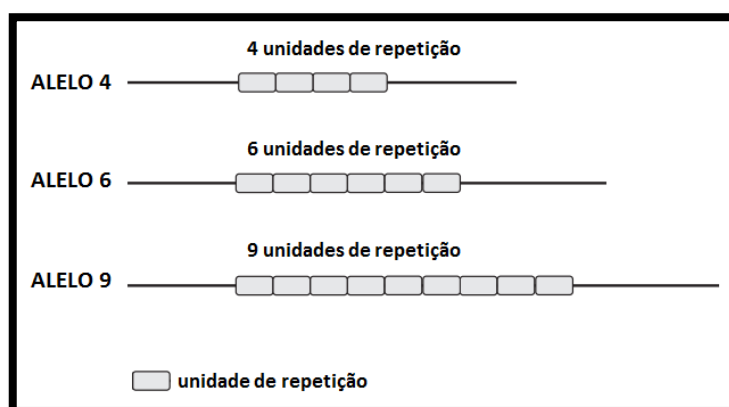 4 unidades de repetição
ALELO 4
6 unidades de repetição
ALELO 6
9 unidades de repetição
ALELO 9
unidade de repetição